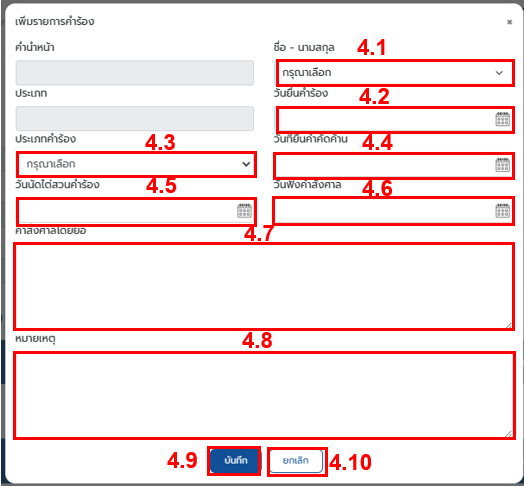 เพิ่มรายการคำร้อง ×
คำนำหน้า ชื่อ - นามสกุล 4.1
กรุณาเลือก
ประเภท วันยื่นคำร้อง 4.2
ประเภทคำร้อง 4.3 วันที่ยื่นคำคัดค้าน 4.4
กรุณาเลือก
วันนัดไต่สวนคำร้อง 4.5 วันฟังคำสั่งศาล 4.6
คำสั่งศาลโดยย่อ 4.7
หมายเหตุ 4.8
4.9 บันทึก ยกเลิก 4.10